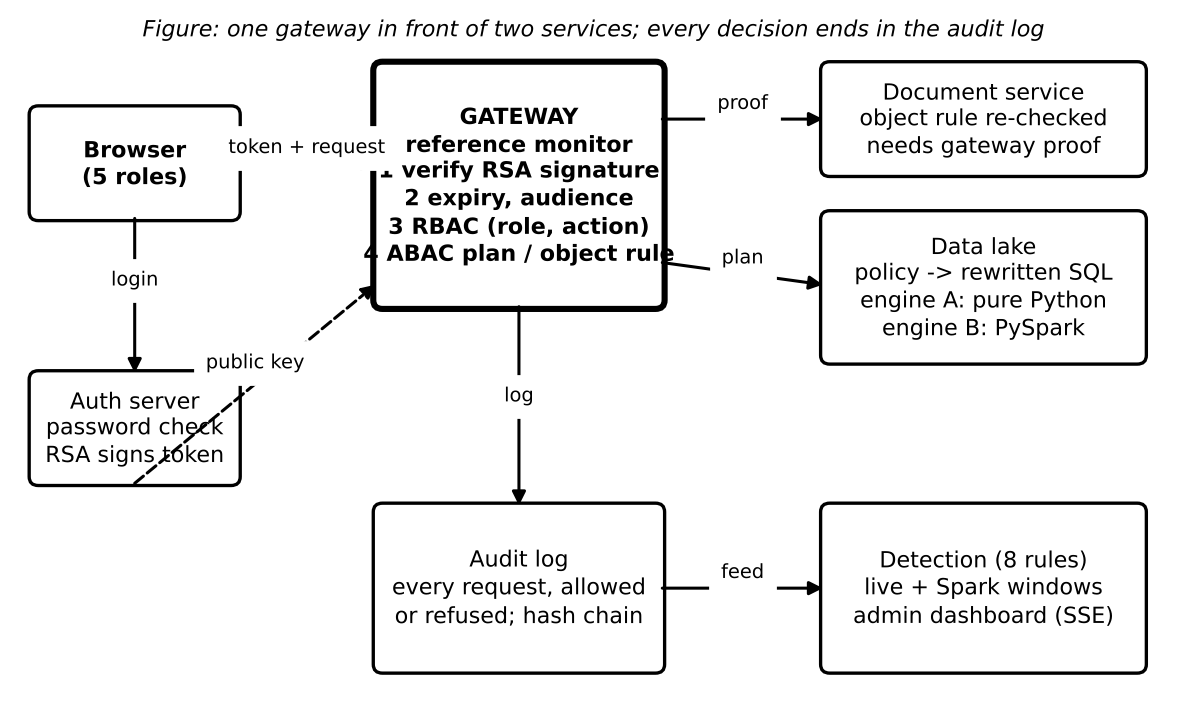 Figure: one gateway in front of two services; every decision ends in the audit log
Browser
(5 roles)
token + request
GATEWAY
reference monitor
1 verify RSA signature
2 expiry, audience
3 RBAC (role, action)
4 ABAC plan / object rule
proof
Document service
object rule re-checked
needs gateway proof
plan
Data lake
policy -> rewritten SQL
engine A: pure Python
engine B: PySpark
login
public key
Auth server
password check
RSA signs token
log
Audit log
every request, allowed
or refused; hash chain
feed
Detection (8 rules)
live + Spark windows
admin dashboard (SSE)